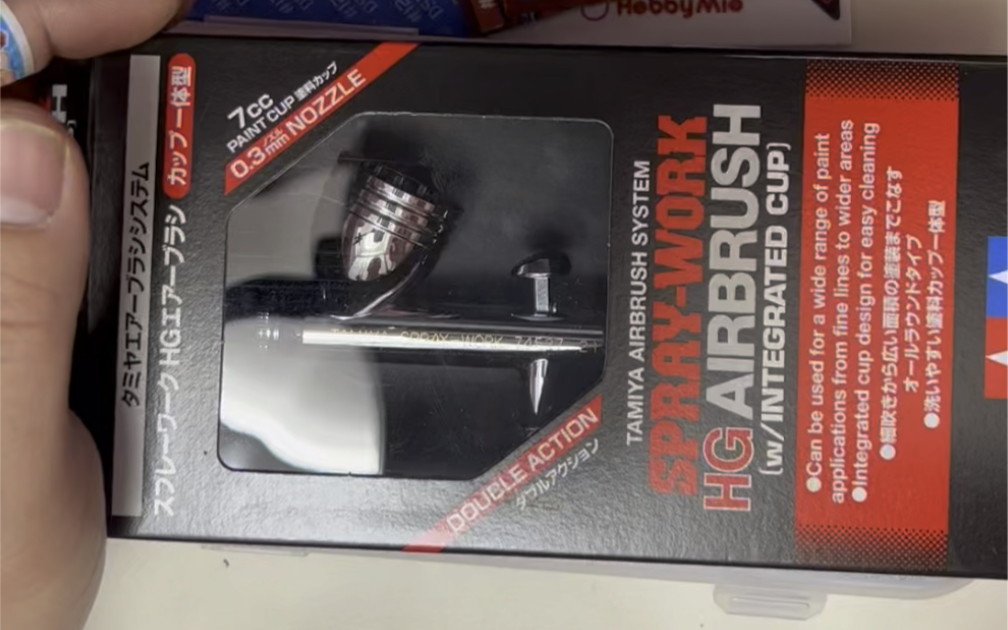 HobbyMio
タミヤエアーブラシシステム
スプレーワーク HGエアーブラシ カップ一体型
7cc
PAINT CUP 塗料カップ
0.3mm ノズル NOZZLE
TAMIYA SPRAY-WORK 74537
DOUBLE ACTION
ダブルアクション
TAMIYA AIRBRUSH SYSTEM
SPRAY-WORK
HG AIRBRUSH
(w/INTEGRATED CUP)
●Can be used for a wide range of paint
applications from fine lines to wider areas
●Integrated cup design for easy cleaning
●細吹きから広い面積の塗装までこなす
オールラウンドタイプ
●洗いやすい塗料カップ一体型